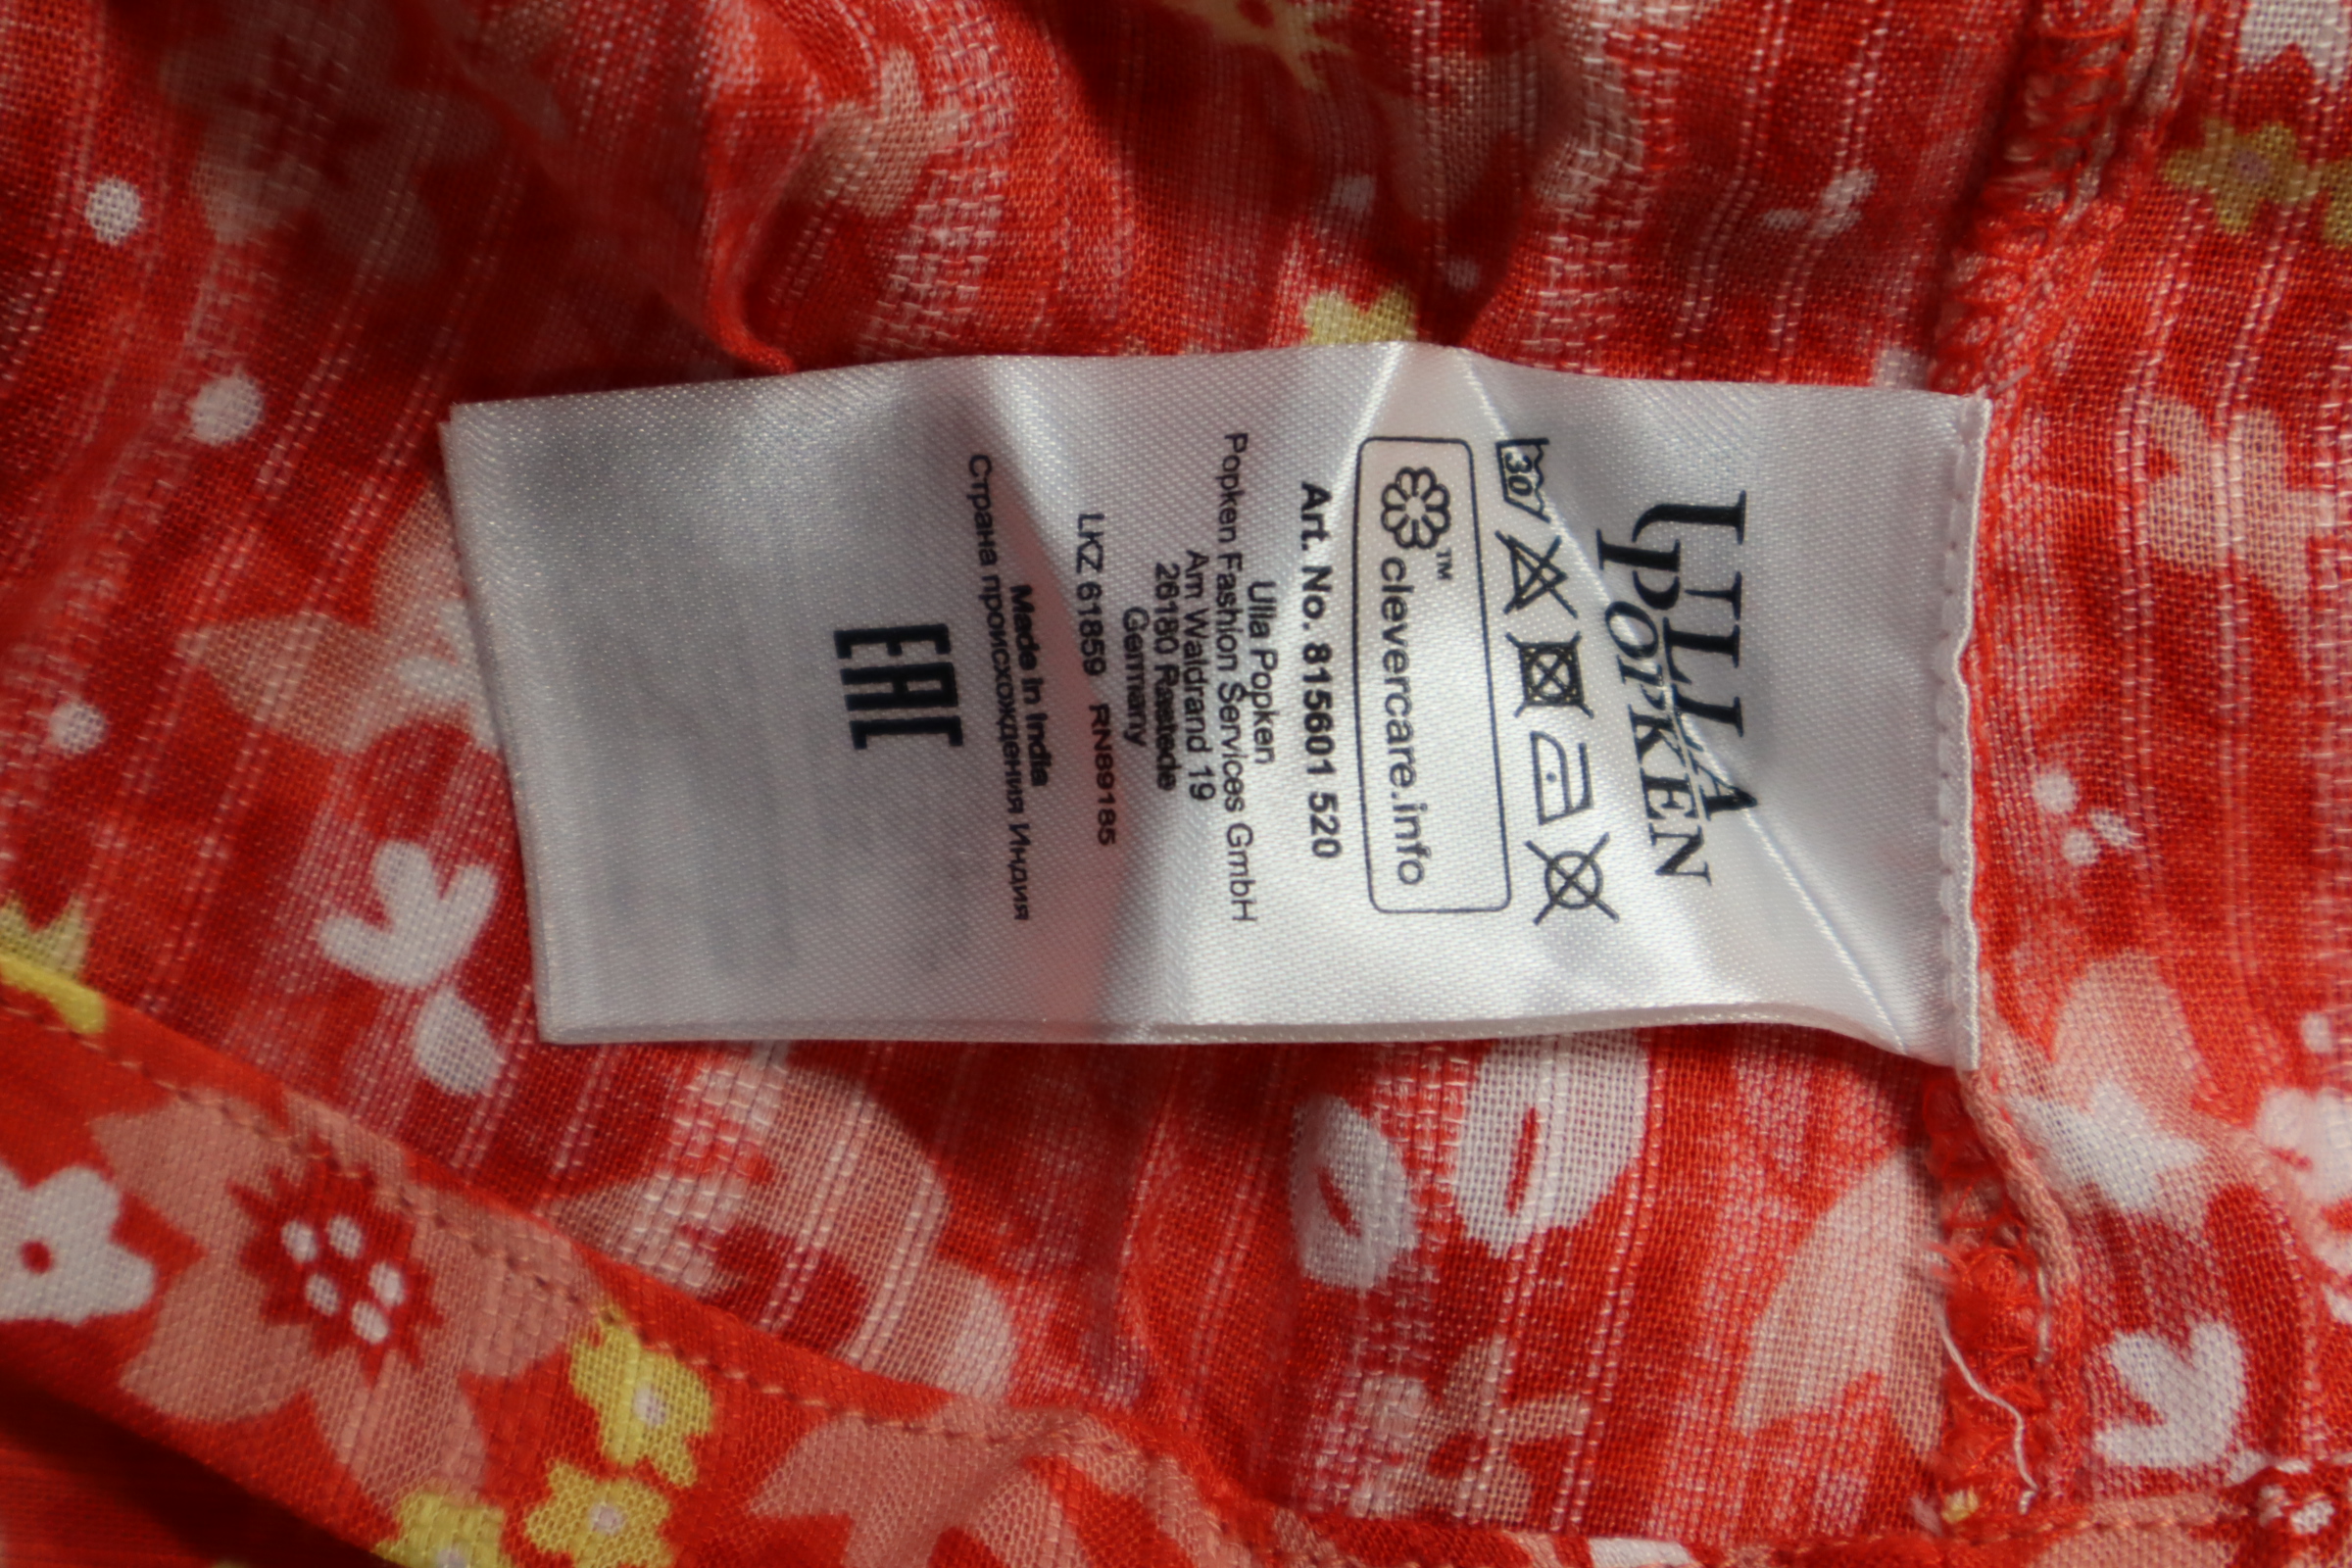 ULLA
POPKEN
30
™ clevercare.info
Art. No. 815601 520
Ulla Popken
Popken Fashion Services GmbH
Am Waldrand 19
26180 Rastede
Germany
LKZ 61859 RN89185
Made in India
Страна происхождения Индия
EAC